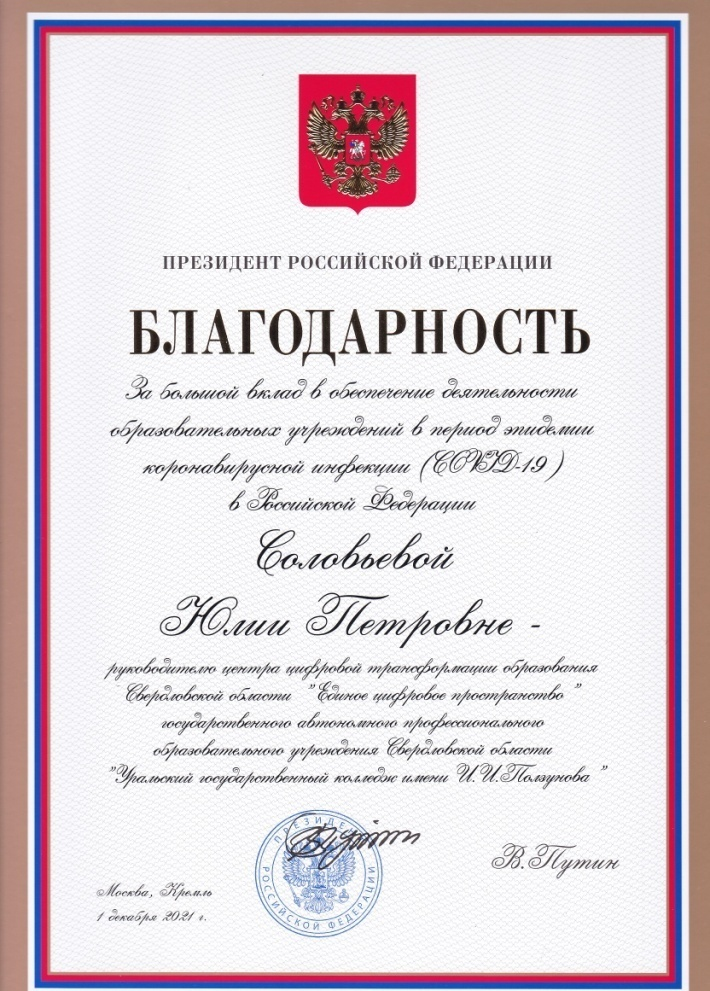 ПРЕЗИДЕНТ РОССИЙСКОЙ ФЕДЕРАЦИИ
БЛАГОДАРНОСТЬ
За большой вклад в обеспечение деятельности
образовательных учреждений в период эпидемии
коронавирусной инфекции (COVID-19)
в Российской Федерации
Соловьевой
Юлии Петровне -
руководителю центра цифровой трансформации образования
Свердловской области "Единое цифровое пространство"
государственного автономного профессионального
образовательного учреждения Свердловской области
"Уральский государственный колледж имени И.И.Ползунова"
ПРЕЗИДЕНТ
РОССИЙСКОЙ ФЕДЕРАЦИИ
В.Путин
Москва, Кремль
1 декабря 2021 г.